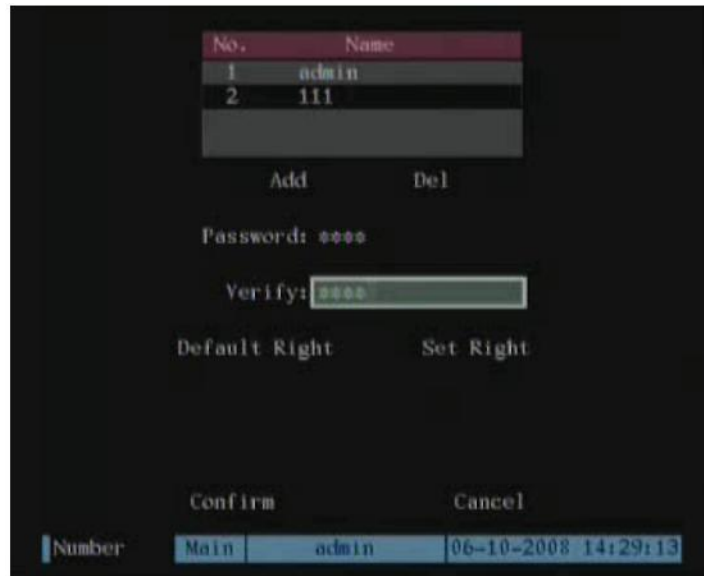 No. Name
1 admin
2 111
Add Del
Password: ****
Verify: ****
Default Right Set Right
Confirm Cancel
Number Main admin 06-10-2008 14:29:13